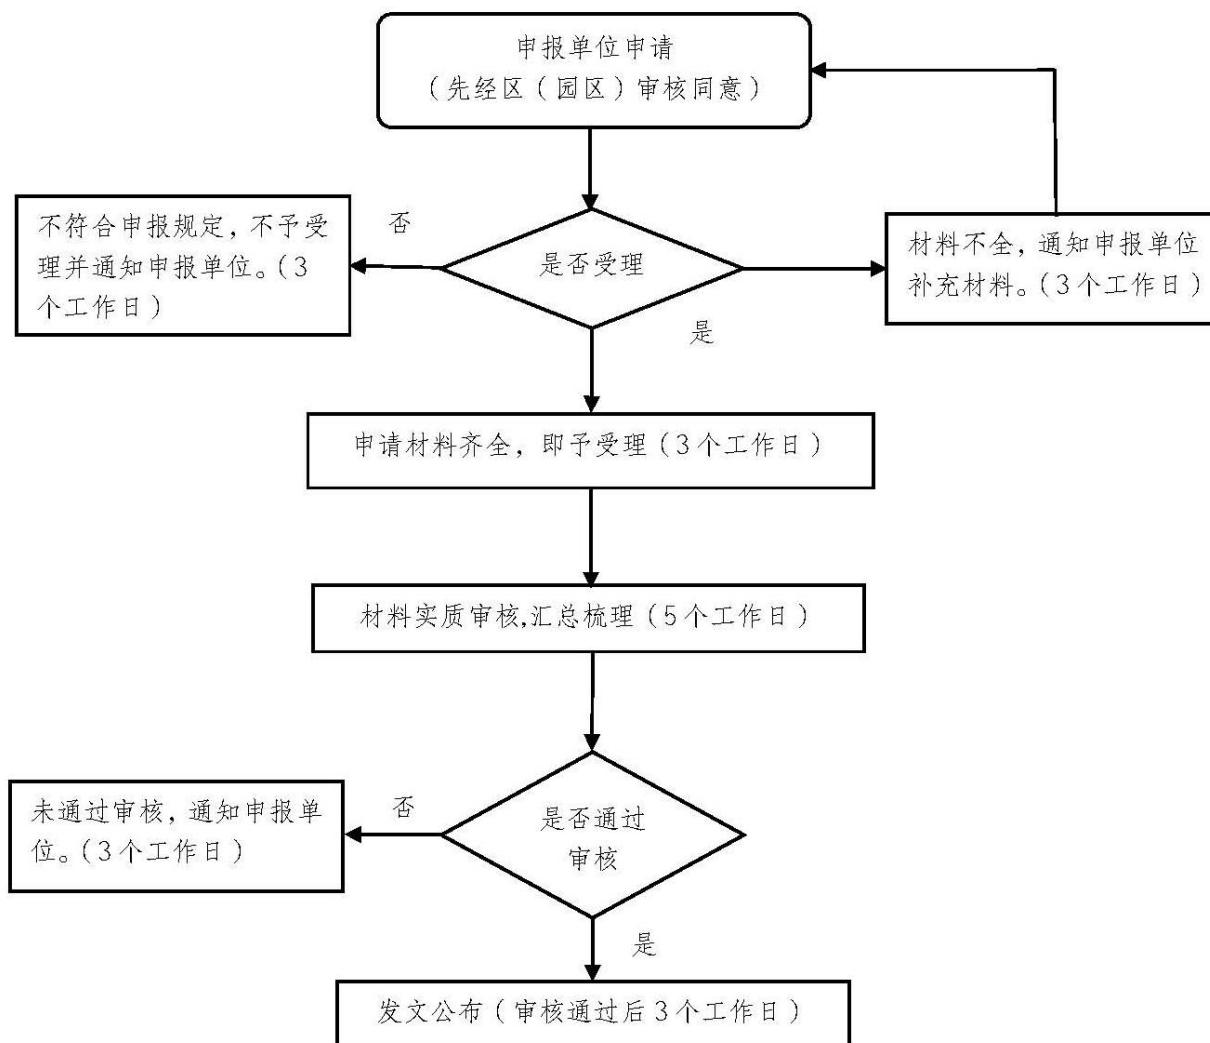 申报单位申请
（先经区（园区）审核同意）
不符合申报规定，不予受
理并通知申报单位。（3
个工作日）
否
是否受理
材料不全，通知申报单位
补充材料。（3个工作日）
是
申请材料齐全，即予受理（3个工作日）
材料实质审核,汇总梳理（5个工作日）
未通过审核，通知申报单
位。（3个工作日）
否
是否通过
审核
是
发文公布（审核通过后3个工作日）